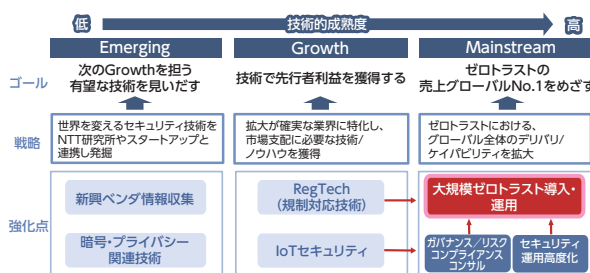 低
技術的成熟度
高
Emerging
Growth
Mainstream
ゴール
次のGrowthを担う
有望な技術を見いだす
技術で先行者利益を獲得する
ゼロトラストの
売上グローバルNo.1をめざす
戦略
世界を変えるセキュリティ技術を
NTT研究所やスタートアップと
連携し発掘
拡大が確実な業界に特化し、
市場支配に必要な技術/
ノウハウを獲得
ゼロトラストにおける、
グローバル全体のデリバリ/
ケイパビリティを拡大
強化点
新興ベンダ情報収集
暗号・プライバシー
関連技術
RegTech
(規制対応技術)
IoTセキュリティ
大規模ゼロトラスト導入・
運用
ガバナンス/リスク
コンプライアンス
コンサル
セキュリティ
運用高度化